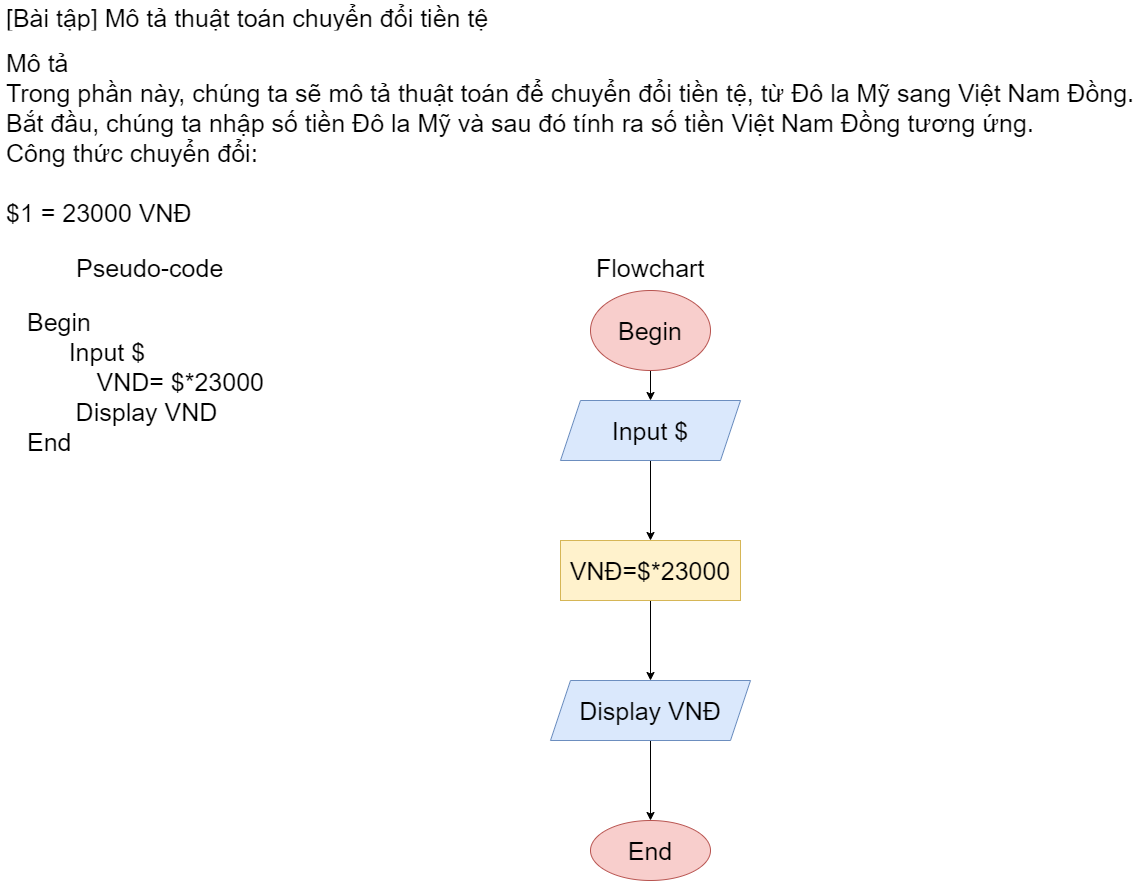 [Bài tập] Mô tả thuật toán chuyển đổi tiền tệ
Mô tả
Trong phần này, chúng ta sẽ mô tả thuật toán để chuyển đổi tiền tệ, từ Đô la Mỹ sang Việt Nam Đồng.
Bắt đầu, chúng ta nhập số tiền Đô la Mỹ và sau đó tính ra số tiền Việt Nam Đồng tương ứng.
Công thức chuyển đổi:
$1 = 23000 VNĐ
Pseudo-code
Begin
Input $
VND= $*23000
Display VND
End
Flowchart
Begin
Input $
VNĐ=$*23000
Display VNĐ
End